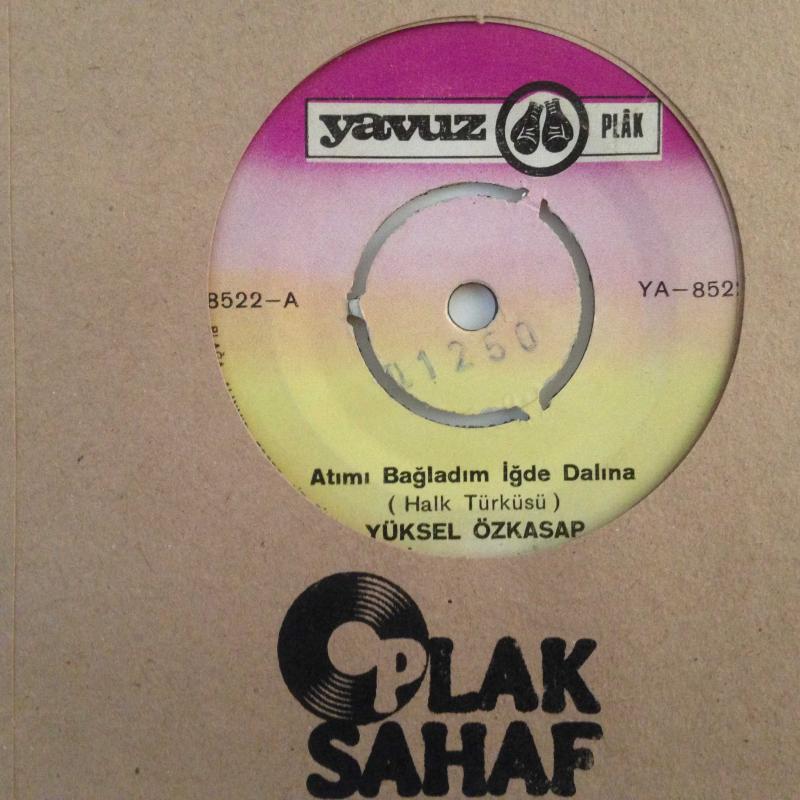 yavuz PLÂK
8522-A
YA-852
01250
Atımı Bağladım İğde Dalına
( Halk Türküsü )
YÜKSEL ÖZKASAP
PLAK
SAHAF